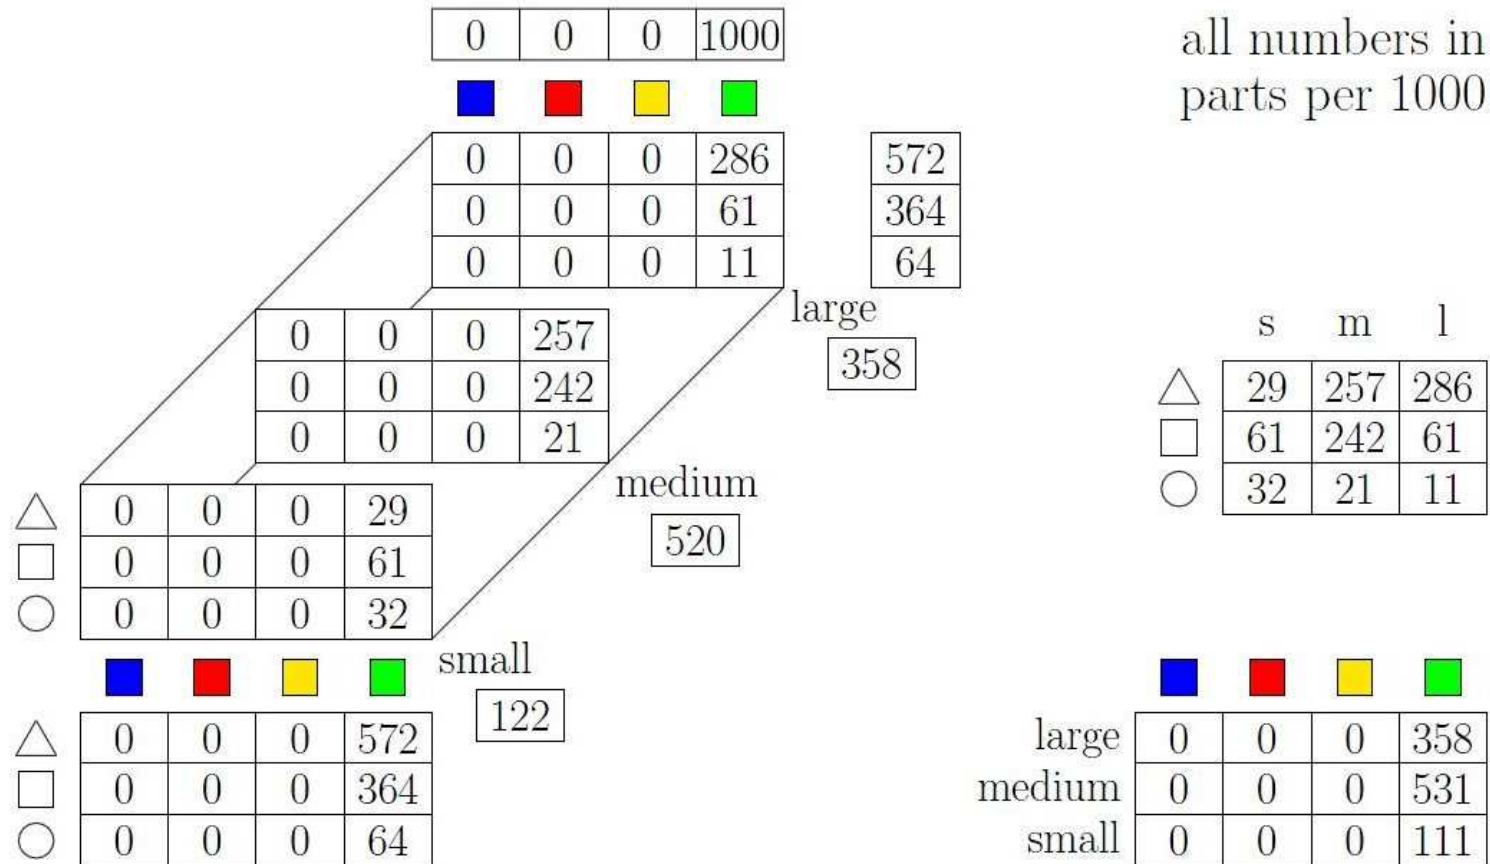 0 0 0 1000
all numbers in
parts per 1000
0 0 0 286
0 0 0 61
0 0 0 11
572
364
64
large
358
0 0 0 257
0 0 0 242
0 0 0 21
medium
520
s m l
29 257 286
61 242 61
32 21 11
0 0 0 29
0 0 0 61
0 0 0 32
small
122
0 0 0 572
0 0 0 364
0 0 0 64
large 0 0 0 358
medium 0 0 0 531
small 0 0 0 111